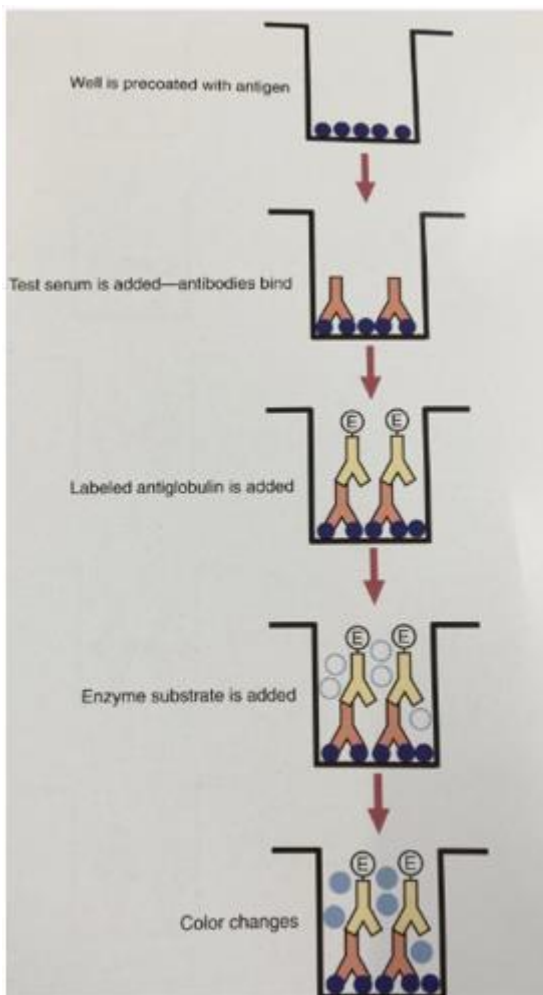 Well is precoated with antigen
Test serum is added—antibodies bind
E E
Labeled antiglobulin is added
E E
Enzyme substrate is added
E E
Color changes